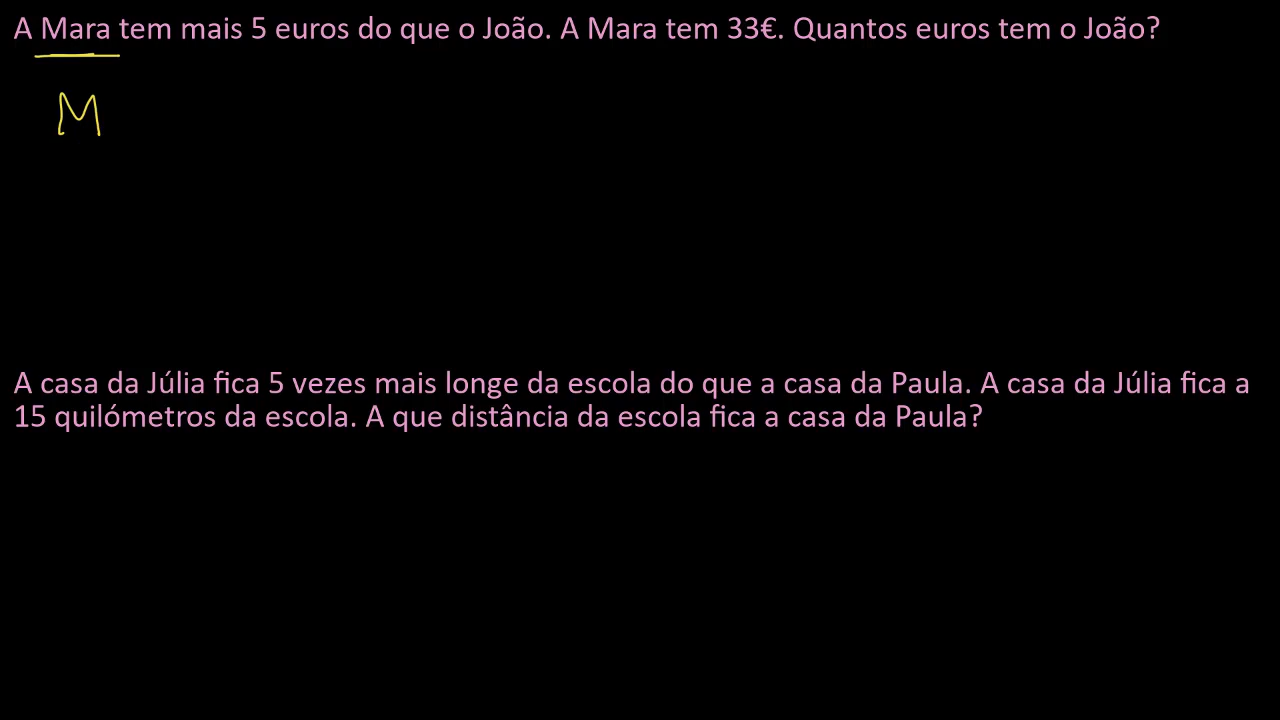 A Mara tem mais 5 euros do que o João. A Mara tem 33€. Quantos euros tem o João?
M
A casa da Júlia fica 5 vezes mais longe da escola do que a casa da Paula. A casa da Júlia fica a
15 quilómetros da escola. A que distância da escola fica a casa da Paula?